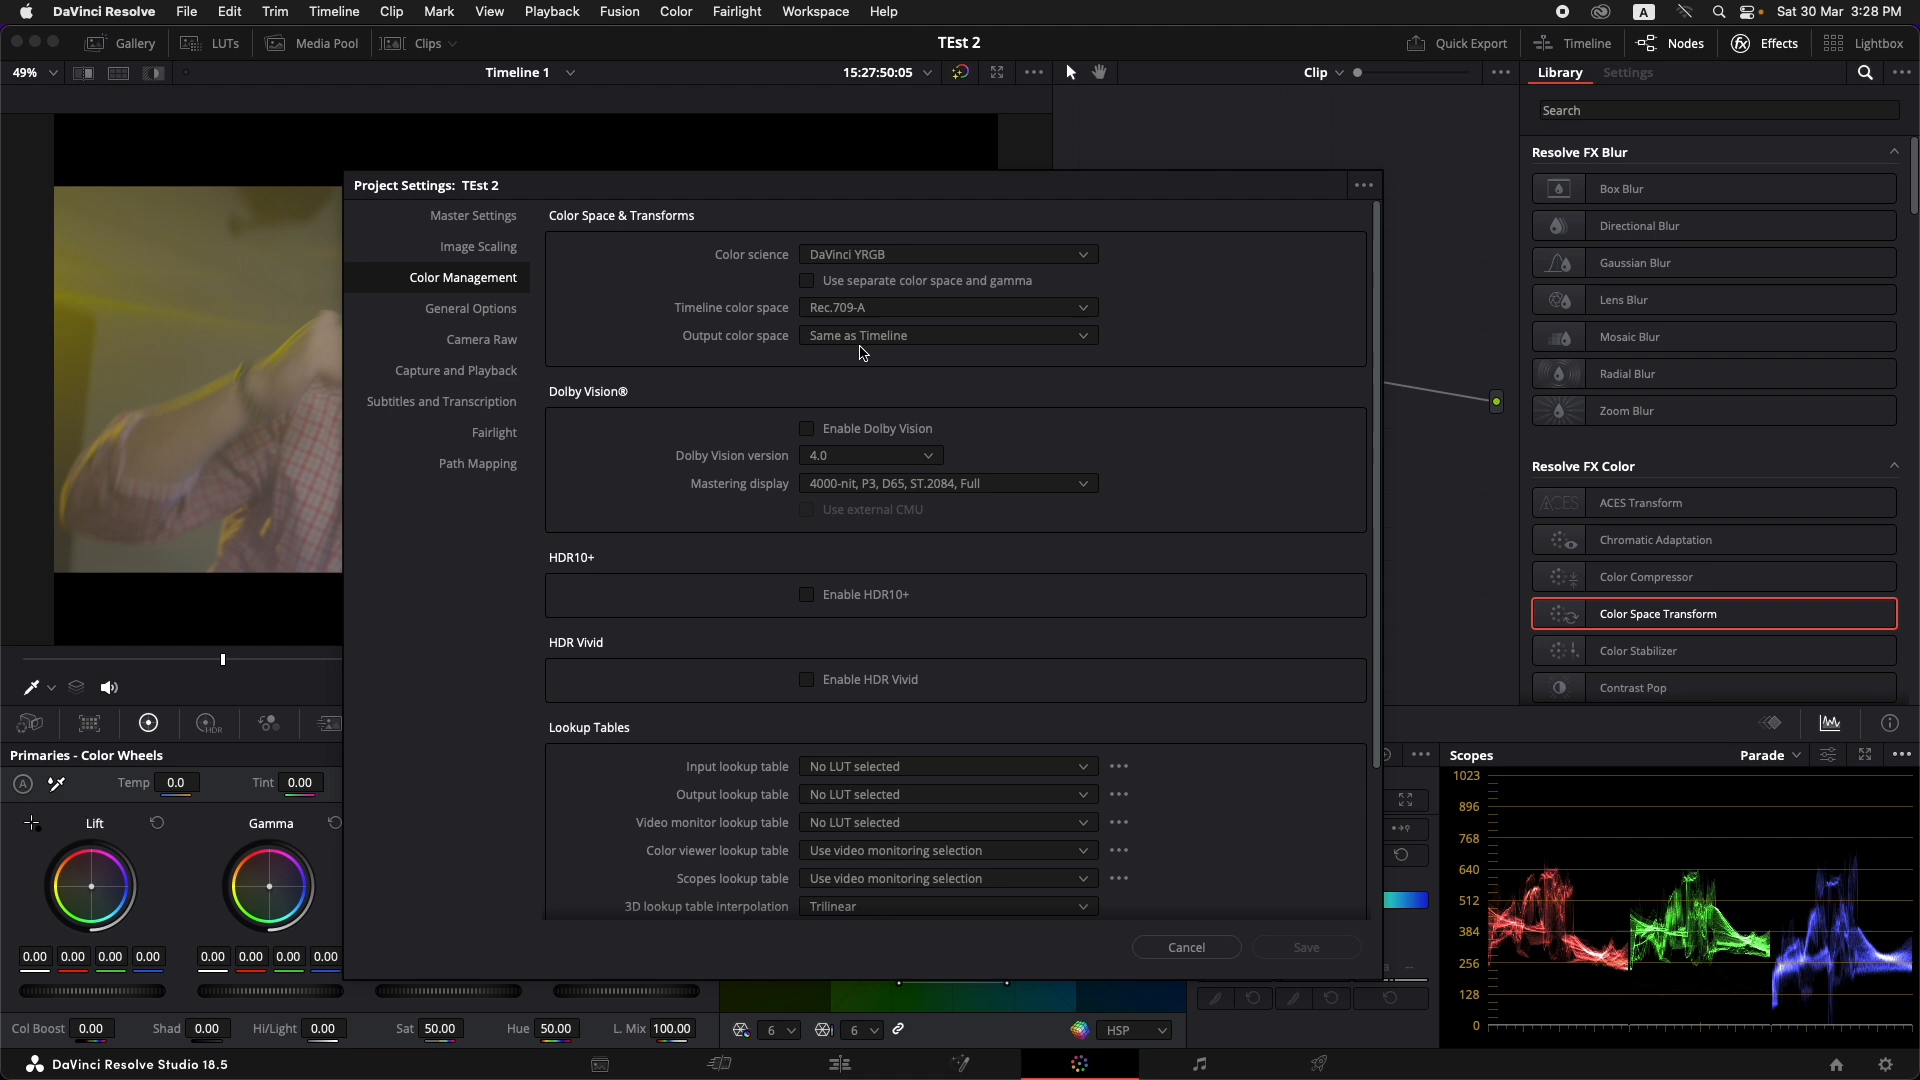 DaVinci Resolve File Edit Trim Timeline Clip Mark View Playback Fusion Color Fairlight Workspace Help A Sat 30 Mar 3:28 PM
Gallery LUTs Media Pool Clips TEst 2 Quick Export Timeline Nodes Effects Lightbox
49% Timeline 1 15:27:50:05 Clip Library Settings
Search
Resolve FX Blur
Box Blur
Directional Blur
Gaussian Blur
Lens Blur
Mosaic Blur
Radial Blur
Zoom Blur
Resolve FX Color
ACES ACES Transform
Chromatic Adaptation
Color Compressor
Color Space Transform
Color Stabilizer
Contrast Pop
Project Settings: TEst 2
Master Settings
Image Scaling
Color Management
General Options
Camera Raw
Capture and Playback
Subtitles and Transcription
Fairlight
Path Mapping
Color Space & Transforms
Color science DaVinci YRGB
Use separate color space and gamma
Timeline color space Rec.709-A
Output color space Same as Timeline
Dolby Vision®
Enable Dolby Vision
Dolby Vision version 4.0
Mastering display 4000-nit, P3, D65, ST.2084, Full
Use external CMU
HDR10+
Enable HDR10+
HDR Vivid
Enable HDR Vivid
Lookup Tables
Input lookup table No LUT selected
Output lookup table No LUT selected
Video monitor lookup table No LUT selected
Color viewer lookup table Use video monitoring selection
Scopes lookup table Use video monitoring selection
3D lookup table interpolation Trilinear
Cancel Save
HDR
Primaries - Color Wheels
A Temp 0.0 Tint 0.00
Lift Gamma
0.00 0.00 0.00 0.00 0.00 0.00 0.00 0.00
Col Boost 0.00 Shad 0.00 Hi/Light 0.00 Sat 50.00 Hue 50.00 L. Mix 100.00
6 6 HSP
Scopes Parade
1023
896
768
640
512
384
256
128
0
DaVinci Resolve Studio 18.5